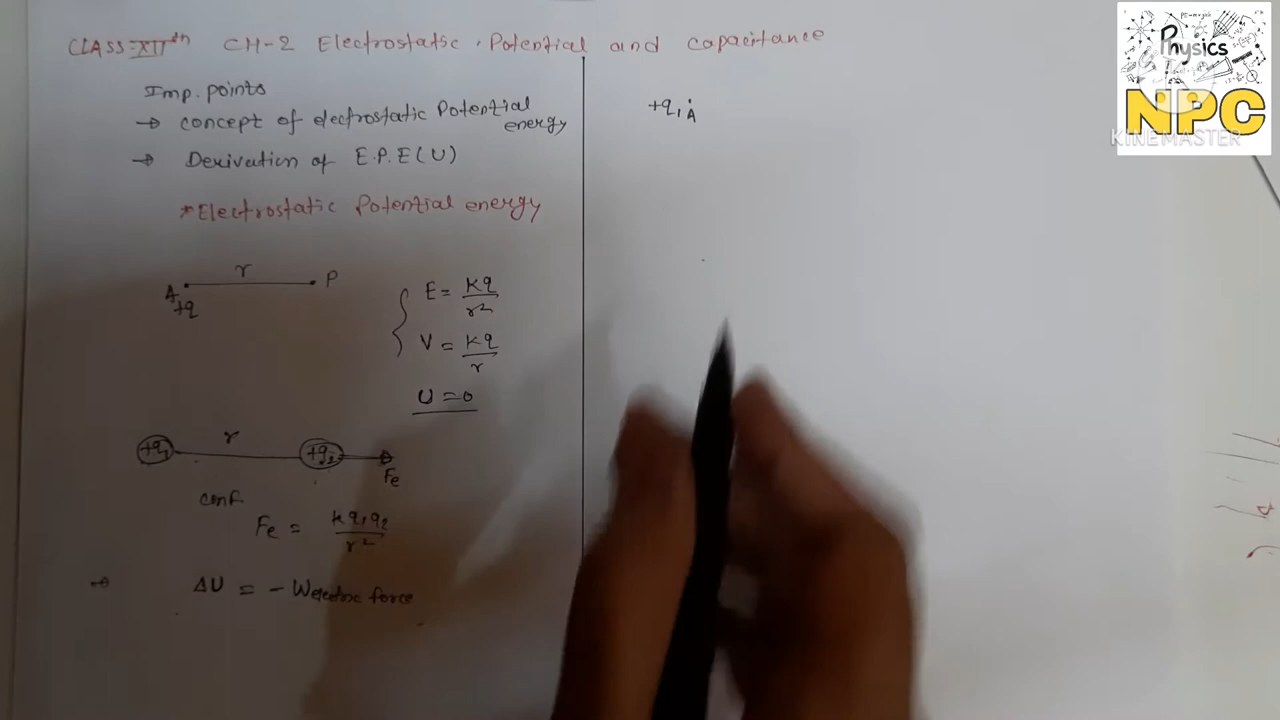 CLASS-XIIth CH-2 Electrostatic Potential and capacitance
Imp. points
→ concept of electrostatic Potential energy
→ Derivation of E.P.E(U)
*Electrostatic Potential energy
r
A
+q
P
E = Kq/r²
V = Kq/r
U = 0
+q₁
r
+q₂
Fe
conf.
Fe = kq₁q₂/r²
ΔU = - Welectric force
+q₁ A
Physics
NPC
KINEMASTER